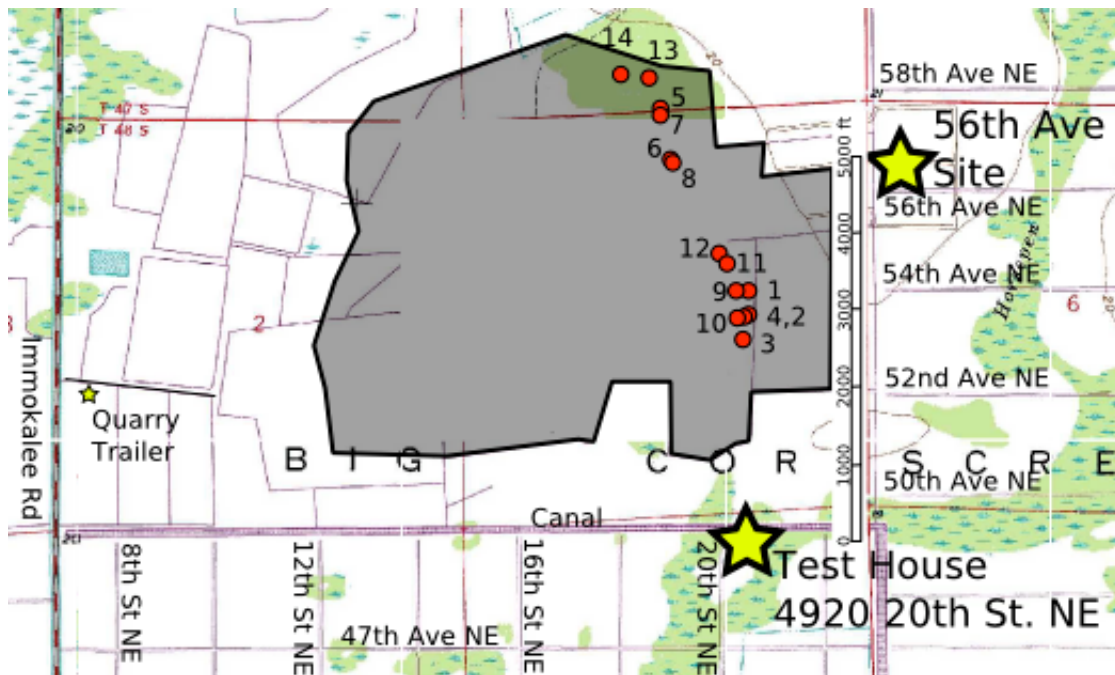 14
13
58th Ave NE
21
T 47 S
20
T 48 S
5
7
56th Ave
Site
5000 ft
6
8
56th Ave NE
4000
12
11
54th Ave NE
9
1
6
3000
10
4,2
2
3
Immokalee Rd
52nd Ave NE
2000
Quarry
Trailer
B I G C O R S C R E
1000
50th Ave NE
Canal
0
8th St NE
12th St NE
16th St NE
20th St NE
Test House
4920 20th St. NE
47th Ave NE